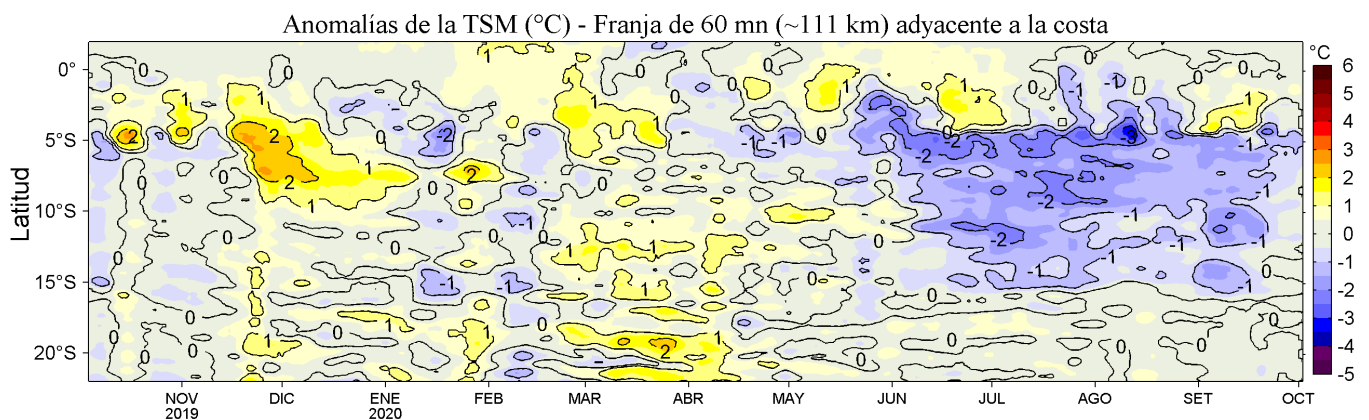 Anomalías de la TSM (°C) - Franja de 60 mn (~111 km) adyacente a la costa
°C
Latitud
0°
5°S
10°S
15°S
20°S
6
5
4
3
2
1
0
-1
-2
-3
-4
-5
NOV DIC ENE FEB MAR ABR MAY JUN JUL AGO SET OCT
2019 2020